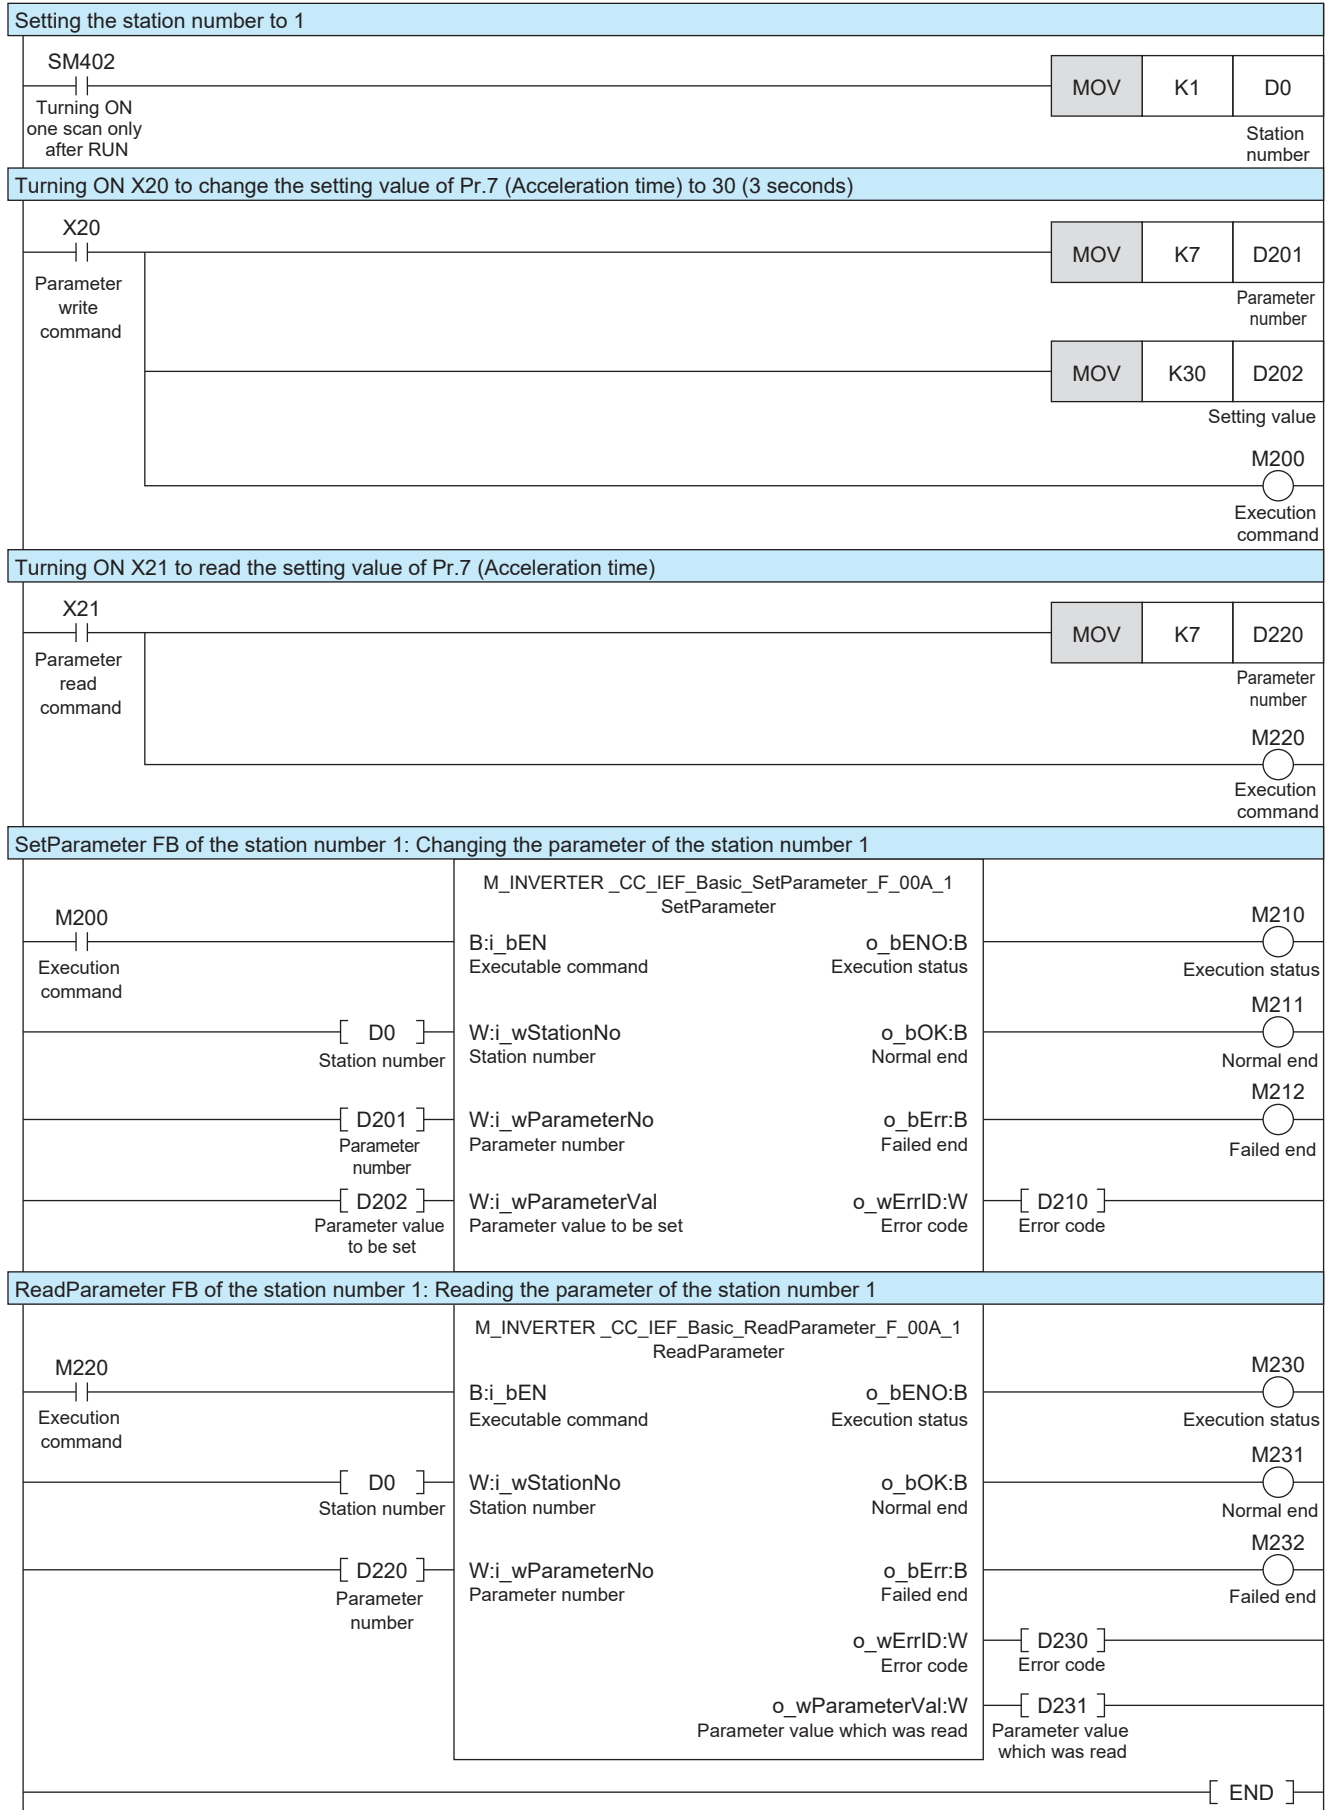 Setting the station number to 1
SM402
MOV K1 D0
Turning ON
one scan only
after RUN
Station
number
Turning ON X20 to change the setting value of Pr.7 (Acceleration time) to 30 (3 seconds)
X20
MOV K7 D201
Parameter
write
command
Parameter
number
MOV K30 D202
Setting value
M200
Execution
command
Turning ON X21 to read the setting value of Pr.7 (Acceleration time)
X21
MOV K7 D220
Parameter
read
command
Parameter
number
M220
Execution
command
SetParameter FB of the station number 1: Changing the parameter of the station number 1
M_INVERTER _CC_IEF_Basic_SetParameter_F_00A_1
SetParameter
M200
M210
B:i_bEN o_bENO:B
Execution
command
Executable command Execution status
Execution status
M211
D0 W:i_wStationNo o_bOK:B
Station number Station number Normal end Normal end
M212
D201 W:i_wParameterNo o_bErr:B
Parameter
number
Parameter number Failed end Failed end
D202 W:i_wParameterVal o_wErrID:W D210
Parameter value
to be set
Parameter value to be set Error code Error code
ReadParameter FB of the station number 1: Reading the parameter of the station number 1
M_INVERTER _CC_IEF_Basic_ReadParameter_F_00A_1
ReadParameter
M220
M230
B:i_bEN o_bENO:B
Execution
command
Executable command Execution status Execution status
M231
D0 W:i_wStationNo o_bOK:B
Station number Station number Normal end Normal end
M232
D220 W:i_wParameterNo o_bErr:B
Parameter
number
Parameter number Failed end Failed end
o_wErrID:W D230
Error code Error code
o_wParameterVal:W D231
Parameter value which was read
Parameter value
which was read
END